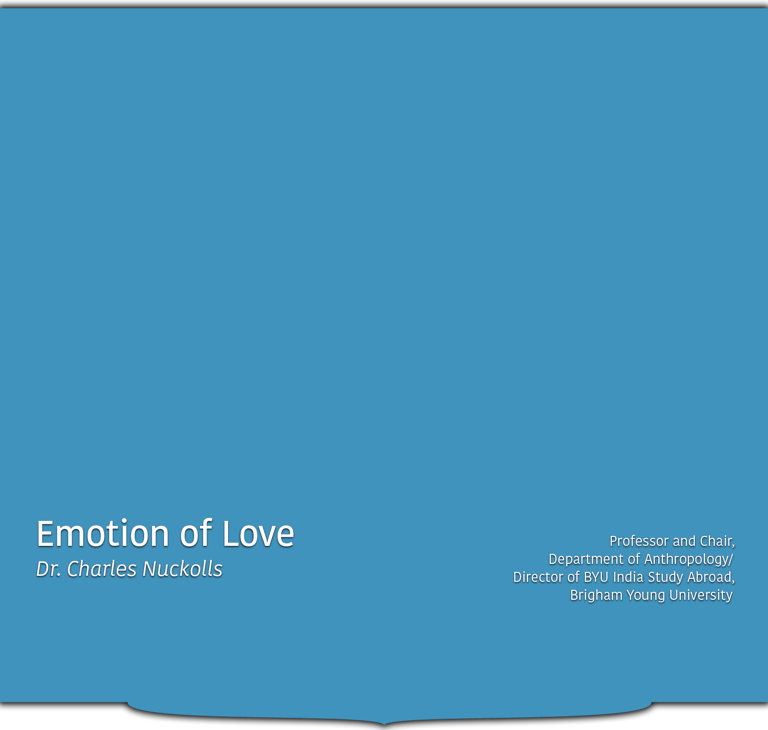 Emotion of Love
Dr. Charles Nuckolls
Professor and Chair,
Department of Anthropology/
Director of BYU India Study Abroad,
Brigham Young University